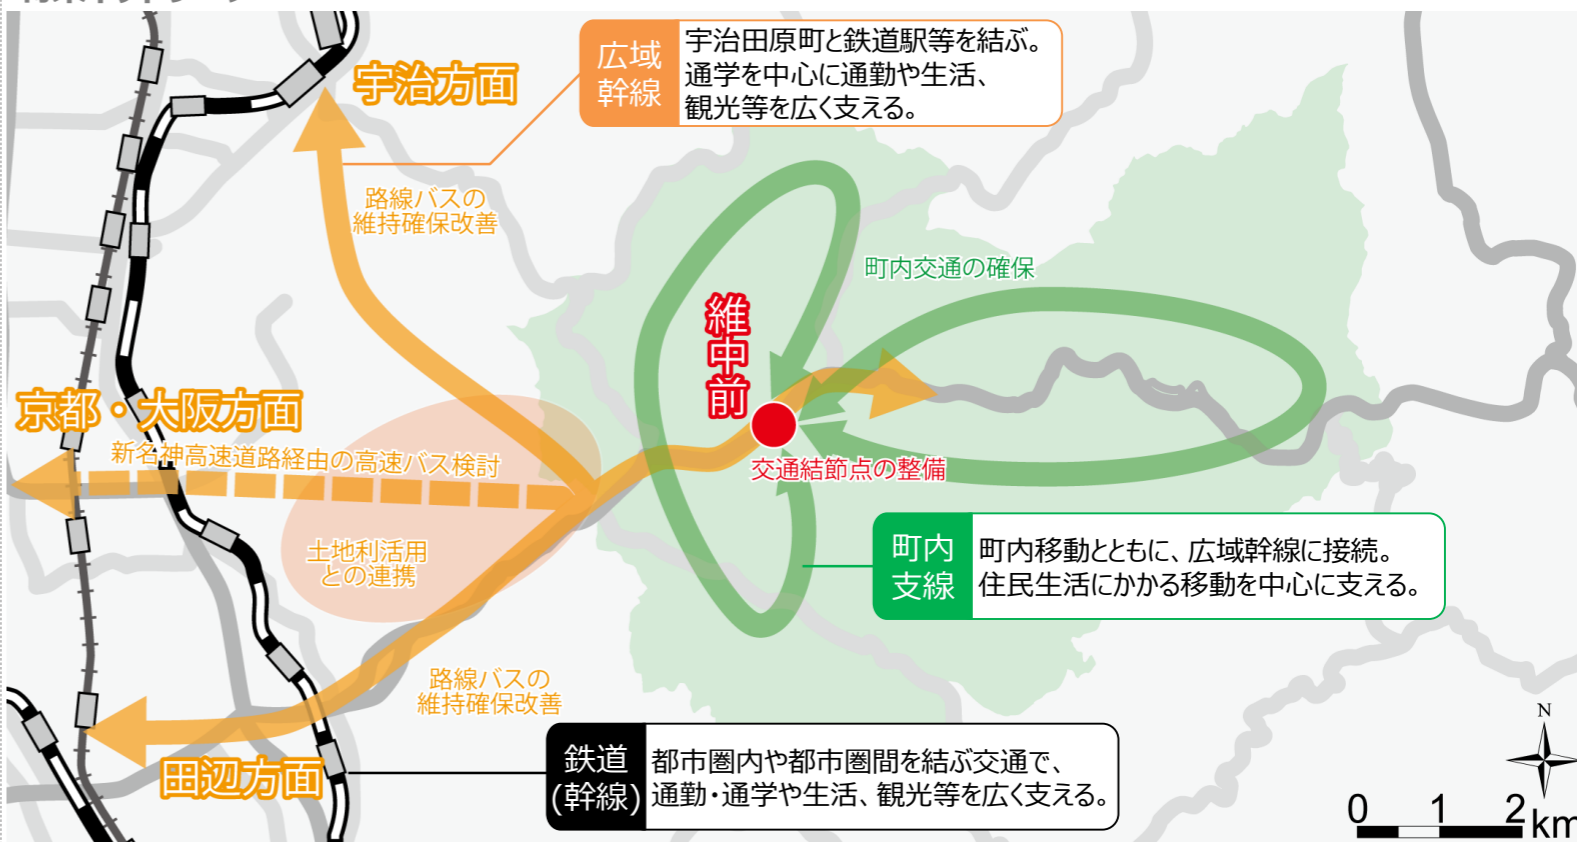 広域
幹線
宇治田原町と鉄道駅等を結ぶ。
通学を中心に通勤や生活、
観光等を広く支える。
宇治方面
路線バスの
維持確保改善
町内交通の確保
維中前
京都・大阪方面
新名神高速道路経由の高速バス検討
交通結節点の整備
土地利活用
との連携
町内
支線
町内移動とともに、広域幹線に接続。
住民生活にかかる移動を中心に支える。
路線バスの
維持確保改善
田辺方面
鉄道
(幹線)
都市圏内や都市圏間を結ぶ交通で、
通勤・通学や生活、観光等を広く支える。
N
0 1 2 km